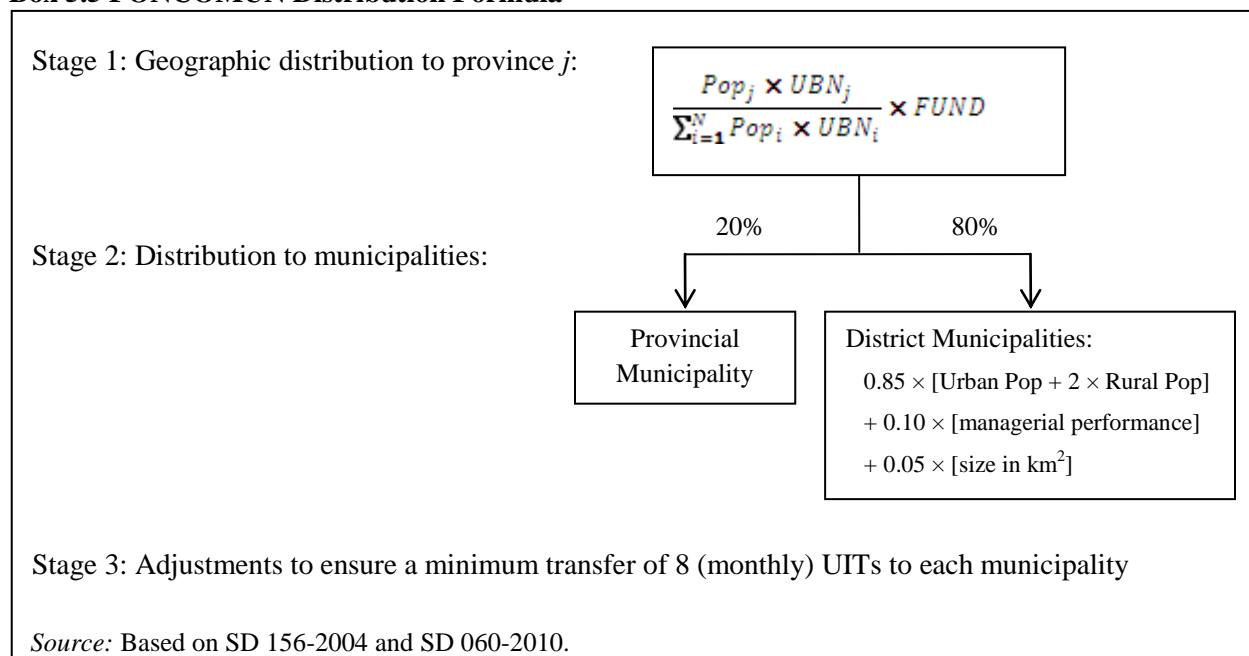 Box 3.3 FONCOMUN Distribution Formula
Stage 1: Geographic distribution to province j:
Pop_j × UBN_j
∑_{i=1}^{N} Pop_i × UBN_i
× FUND
20%
80%
Stage 2: Distribution to municipalities:
Provincial
Municipality
District Municipalities:
0.85 × [Urban Pop + 2 × Rural Pop]
+ 0.10 × [managerial performance]
+ 0.05 × [size in km²]
Stage 3: Adjustments to ensure a minimum transfer of 8 (monthly) UITs to each municipality
Source: Based on SD 156-2004 and SD 060-2010.